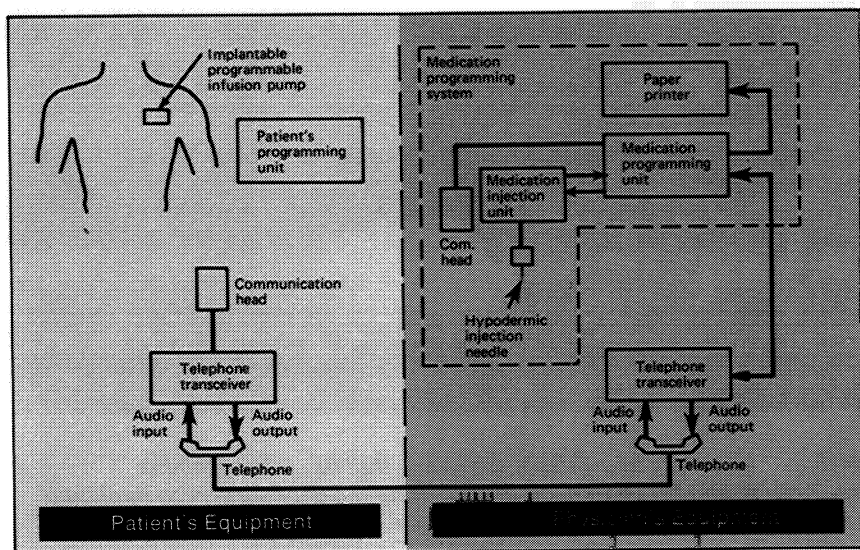 Implantable
programmable
infusion pump
Patient's
programming
unit
Communication
head
Telephone
transceiver
Audio
input
Audio
output
Telephone
Patient's Equipment
Medication
programming
system
Paper
printer
Medication
programming
unit
Medication
injection
unit
Com.
head
Hypodermic
injection
needle
Telephone
transceiver
Audio
input
Audio
output
Telephone
Equipment